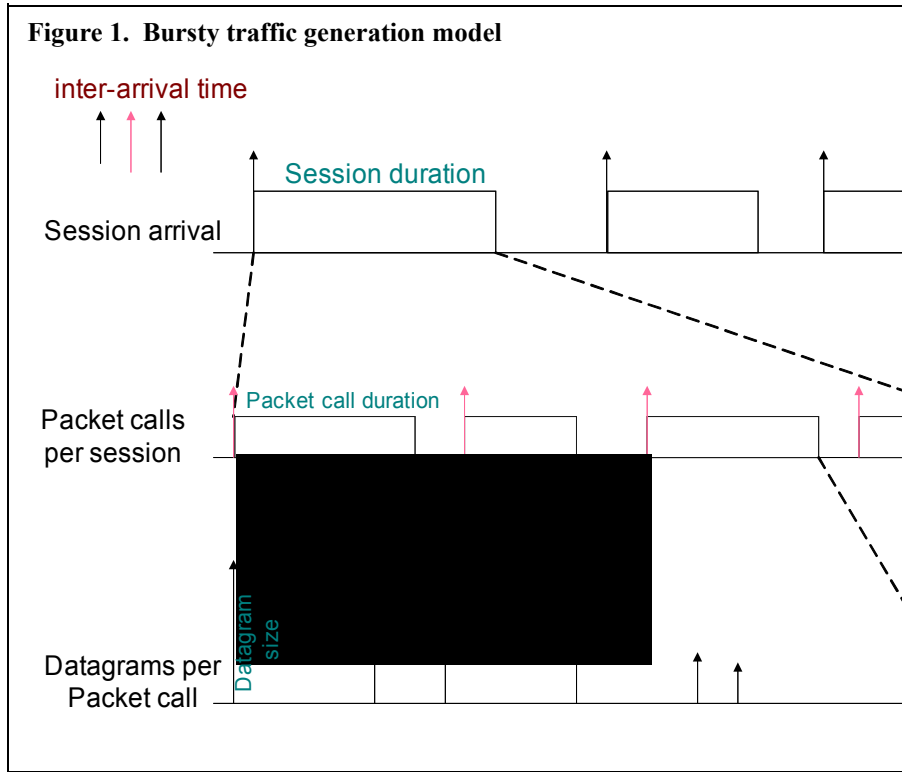 Figure 1. Bursty traffic generation model
inter-arrival time
Session duration
Session arrival
Packet call duration
Packet calls
per session
Datagram
size
Datagrams per
Packet call